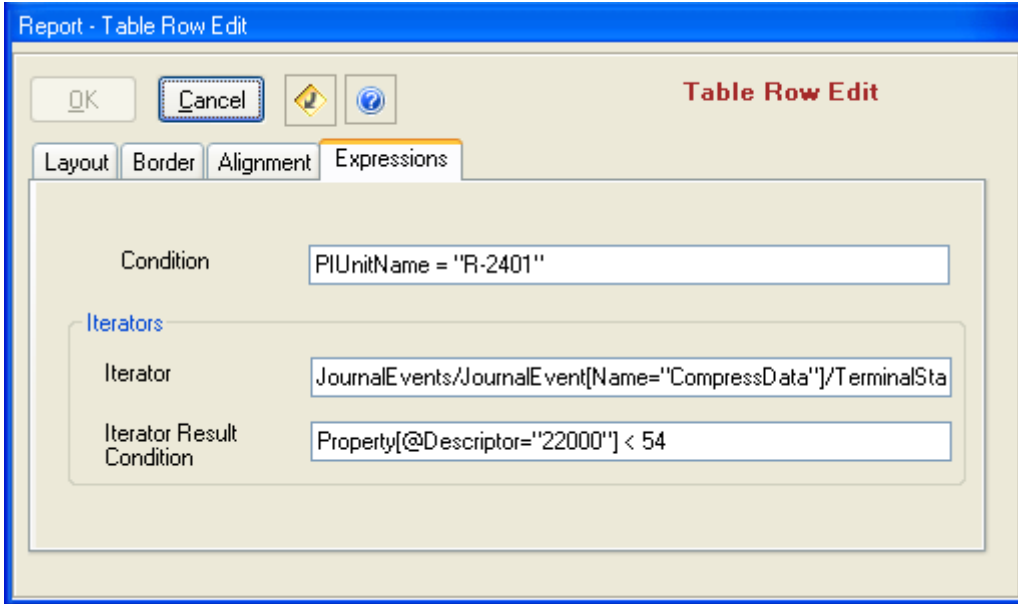 Report - Table Row Edit
OK
Cancel
Table Row Edit
Layout
Border
Alignment
Expressions
Condition
PIUnitName = "R-2401"
Iterators
Iterator
JournalEvents/JournalEvent[Name="CompressData"]/TerminalSta
Iterator Result
Condition
Property[@Descriptor="22000"] < 54